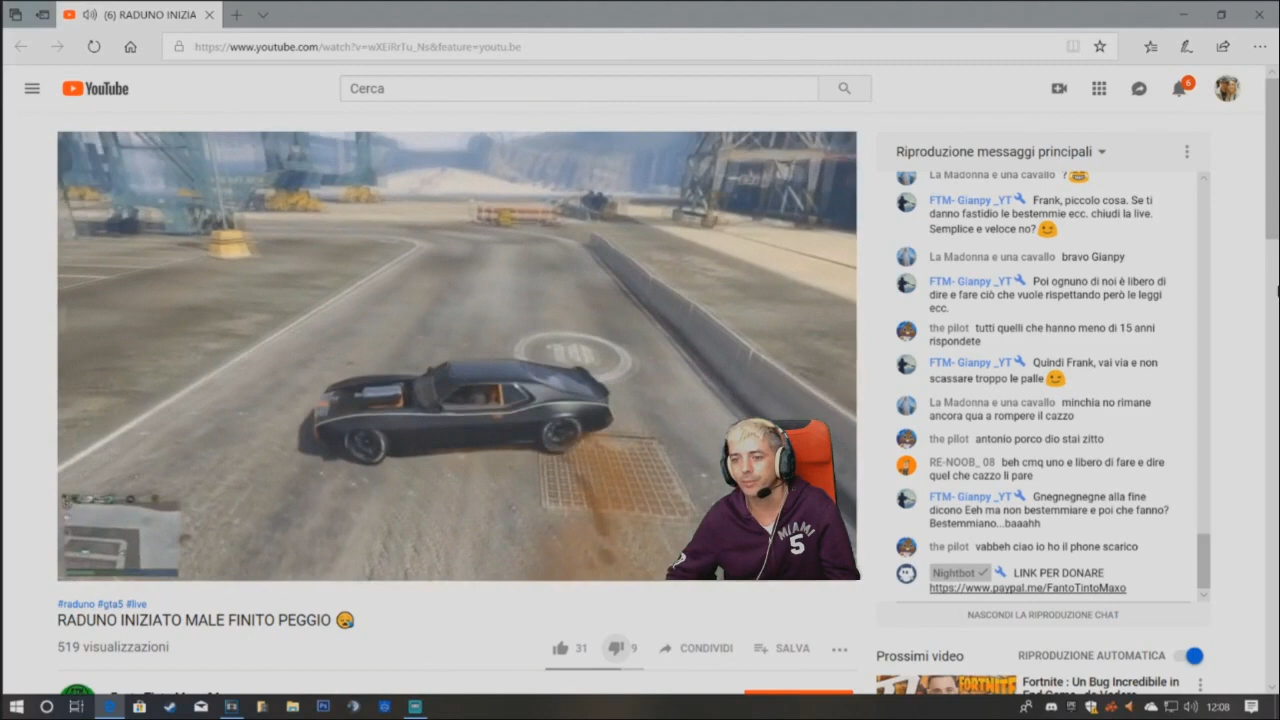 (6) RADUNO INIZIA
https://www.youtube.com/watch?v=wXEiRrTu_Ns&feature=youtu.be
YouTube
Cerca
6
Riproduzione messaggi principali
La Madonna e una cavallo ?
FTM- Gianpy _YT Frank, piccolo cosa. Se ti
danno fastidio le bestemmie ecc. chiudi la live.
Semplice e veloce no?
La Madonna e una cavallo bravo Gianpy
FTM- Gianpy _YT Poi ognuno di noi è libero di
dire e fare ciò che vuole rispettando però le leggi
ecc.
the pilot tutti quelli che hanno meno di 15 anni
rispondete
FTM- Gianpy _YT Quindi Frank, vai via e non
scassare troppo le palle
La Madonna e una cavallo minchia no rimane
ancora qua a rompere il cazzo
the pilot antonio porco dio stai zitto
RE-NOOB_ 08 beh cmq uno e libero di fare e dire
quel che cazzo li pare
FTM- Gianpy _YT Gnegnegnegne alla fine
dicono Eeh ma non bestemmiare e poi che fanno?
Bestemmiano...baaahh
the pilot vabbeh ciao io ho il phone scarico
Nightbot LINK PER DONARE
https://www.paypal.me/FantoTintoMaxo
NASCONDI LA RIPRODUZIONE CHAT
MIAMI
5
#raduno #gta5 #live
RADUNO INIZIATO MALE FINITO PEGGIO
519 visualizzazioni
31
9
CONDIVIDI
SALVA
Prossimi video
RIPRODUZIONE AUTOMATICA
FORTNITE
Fortnite : Un Bug Incredibile in
12:08